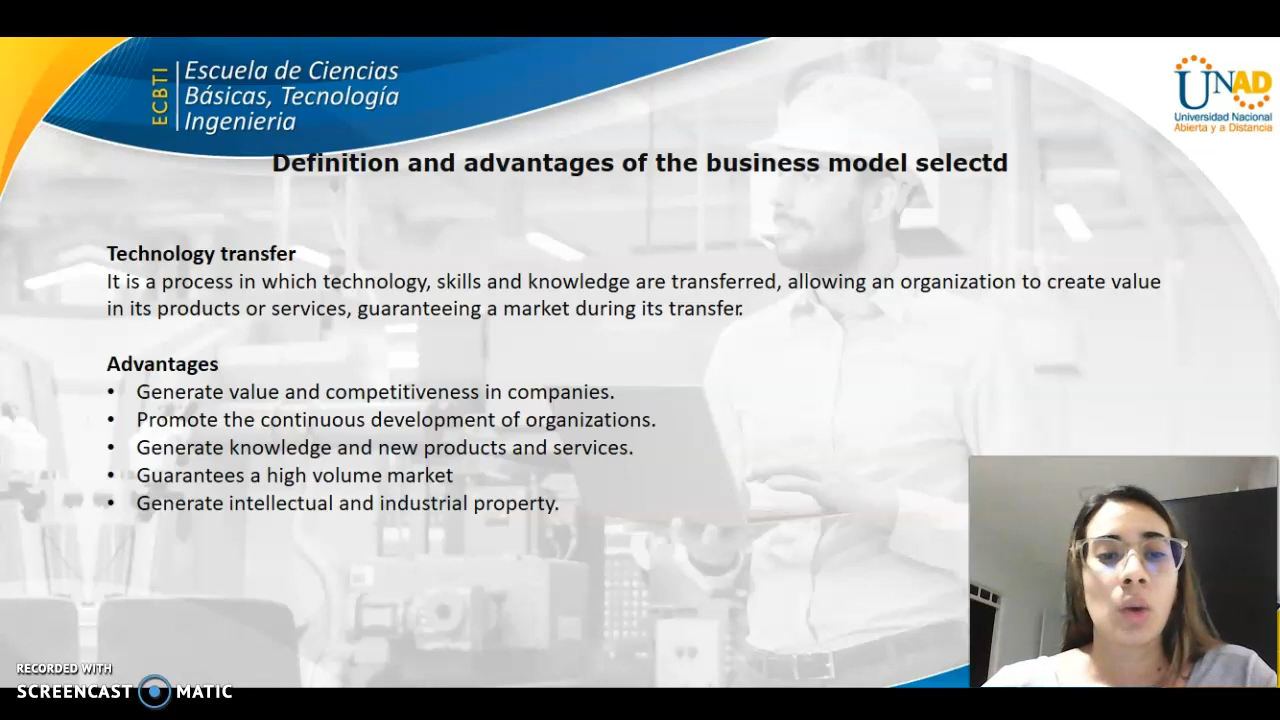 ECBTI
Escuela de Ciencias
Básicas, Tecnología
Ingenieria
UNAD
Universidad Nacional
Abierta y a Distancia
Definition and advantages of the business model selectd
Technology transfer
It is a process in which technology, skills and knowledge are transferred, allowing an organization to create value
in its products or services, guaranteeing a market during its transfer.
Advantages
• Generate value and competitiveness in companies.
• Promote the continuous development of organizations.
• Generate knowledge and new products and services.
• Guarantees a high volume market
• Generate intellectual and industrial property.
RECORDED WITH
SCREENCAST MATIC